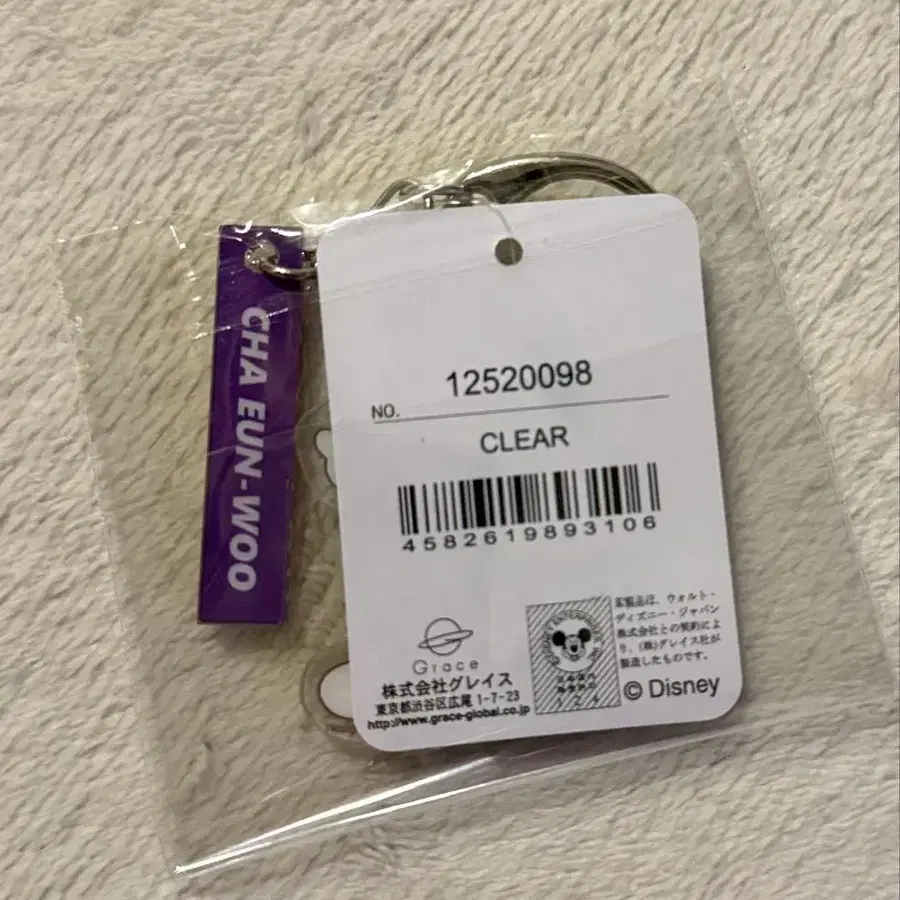 CHA EUN-WOO
12520098
NO.
CLEAR
4582619893106
Grace
株式会社グレイス
東京都渋谷区広尾 1-7-23
http://www.grace-global.co.jp
本製品は、ウォルト・
ディズニー・ジャパン
株式会社との契約によ
り、(株)グレイス社が
製造したものです。
© Disney